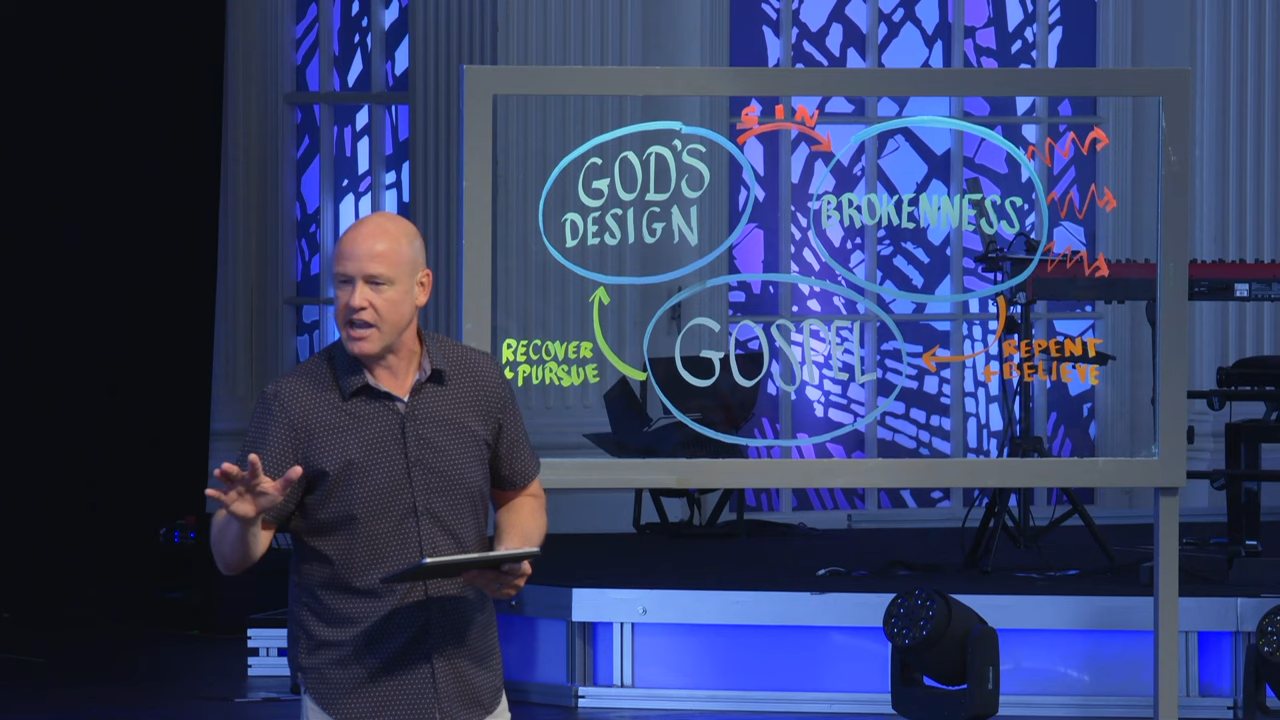 SIN
GOD'S
DESIGN
BROKENNESS
GOSPEL
RECOVER
+ PURSUE
REPENT
+ BELIEVE